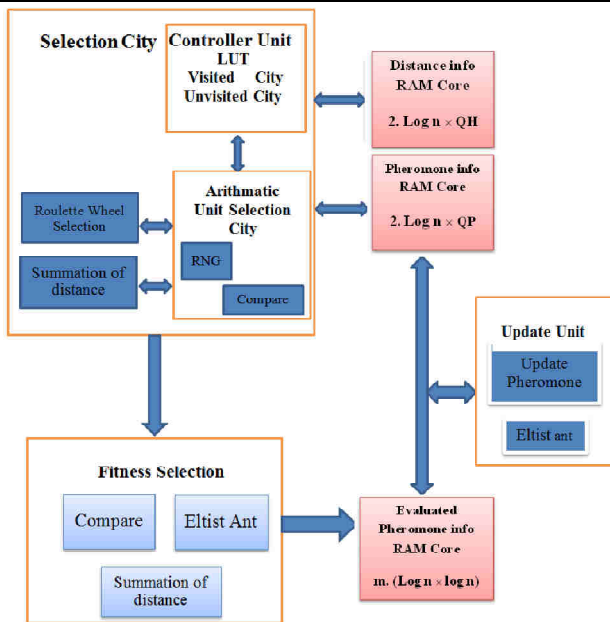 Selection City
Controller Unit
LUT
Visited City
Unvisited City
Distance info
RAM Core
2. Log n × QH
Pheromone info
RAM Core
2. Log n × QP
Arithmatic
Unit Selection
City
RNG
Compare
Roulette Wheel
Selection
Summation of
distance
Update Unit
Update
Pheromone
Eltist ant
Fitness Selection
Compare
Eltist Ant
Summation of
distance
Evaluated
Pheromone info
RAM Core
m. (Log n × log n)